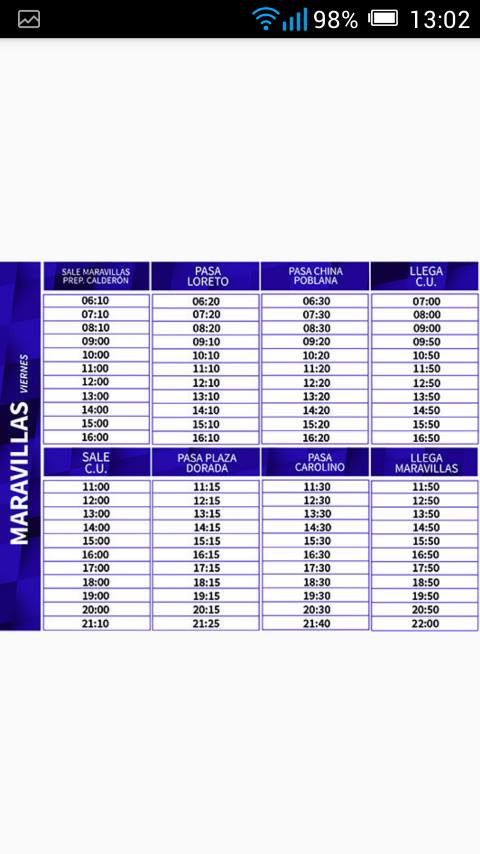 98% 13:02
MARAVILLAS VIERNES
SALE MARAVILLAS PREP. CALDERÓN PASA LORETO PASA CHINA POBLANA LLEGA C.U.
06:10 06:20 06:30 07:00
07:10 07:20 07:30 08:00
08:10 08:20 08:30 09:00
09:00 09:10 09:20 09:50
10:00 10:10 10:20 10:50
11:00 11:10 11:20 11:50
12:00 12:10 12:20 12:50
13:00 13:10 13:20 13:50
14:00 14:10 14:20 14:50
15:00 15:10 15:20 15:50
16:00 16:10 16:20 16:50
SALE C.U. PASA PLAZA DORADA PASA CAROLINO LLEGA MARAVILLAS
11:00 11:15 11:30 11:50
12:00 12:15 12:30 12:50
13:00 13:15 13:30 13:50
14:00 14:15 14:30 14:50
15:00 15:15 15:30 15:50
16:00 16:15 16:30 16:50
17:00 17:15 17:30 17:50
18:00 18:15 18:30 18:50
19:00 19:15 19:30 19:50
20:00 20:15 20:30 20:50
21:10 21:25 21:40 22:00